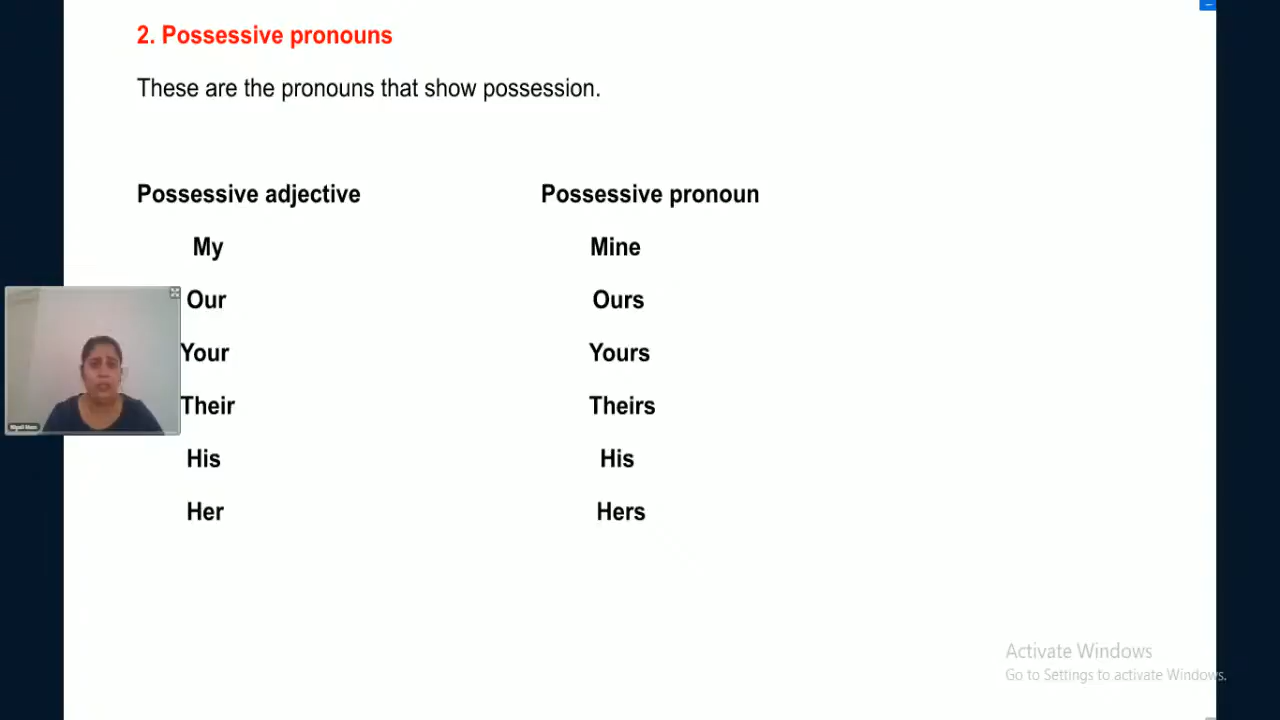 2. Possessive pronouns
These are the pronouns that show possession.
Possessive adjective Possessive pronoun
My Mine
Our Ours
Your Yours
Their Theirs
His His
Her Hers
Activate Windows
Go to Settings to activate Windows.